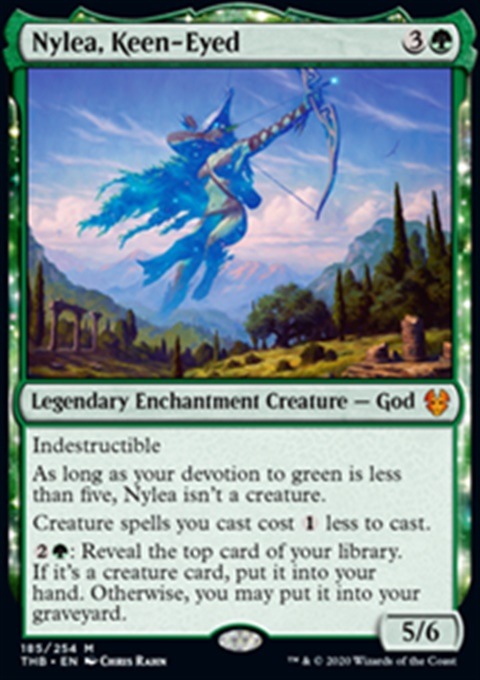 Nylea, Keen-Eyed 3
Legendary Enchantment Creature — God
Indestructible
As long as your devotion to green is less
than five, Nylea isn't a creature.
Creature spells you cast cost 1 less to cast.
2: Reveal the top card of your library.
If it's a creature card, put it into your
hand. Otherwise, you may put it into your
graveyard.
5/6
185/254 M
THB • EN Chris Rahn
™ & © 2020 Wizards of the Coast